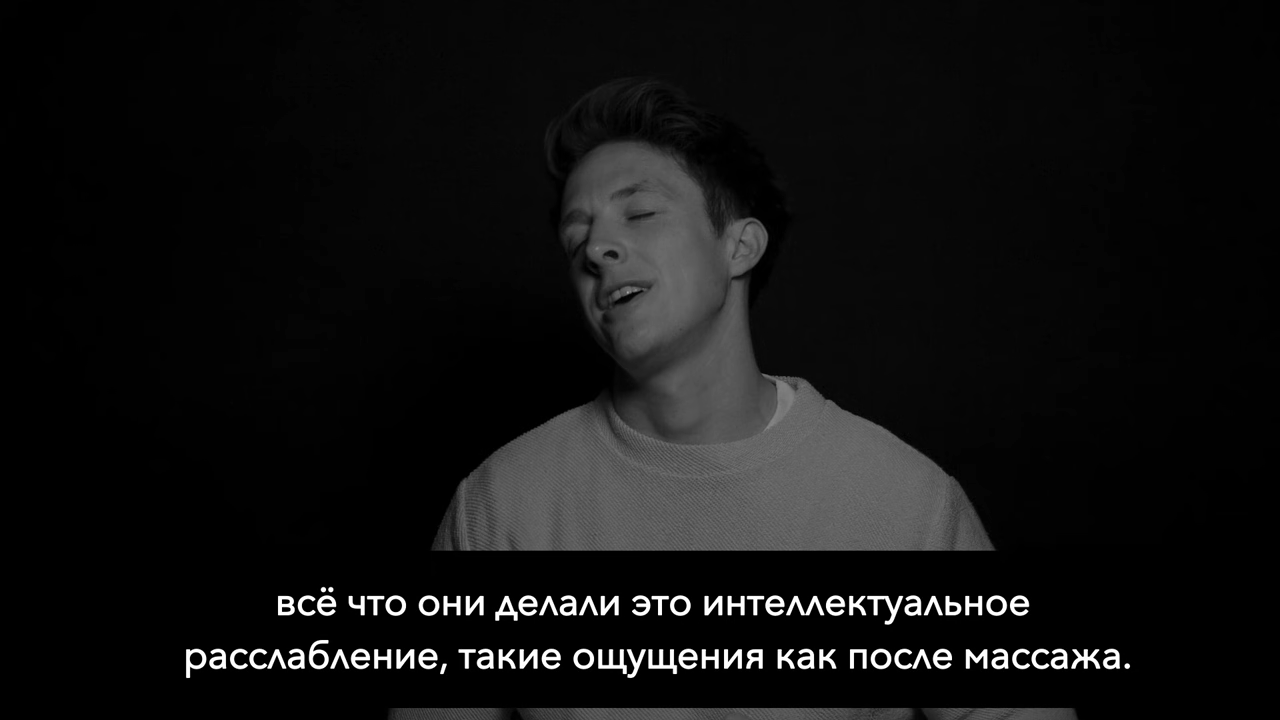 всё что они делали это интеллектуальное
расслабление, такие ощущения как после массажа.